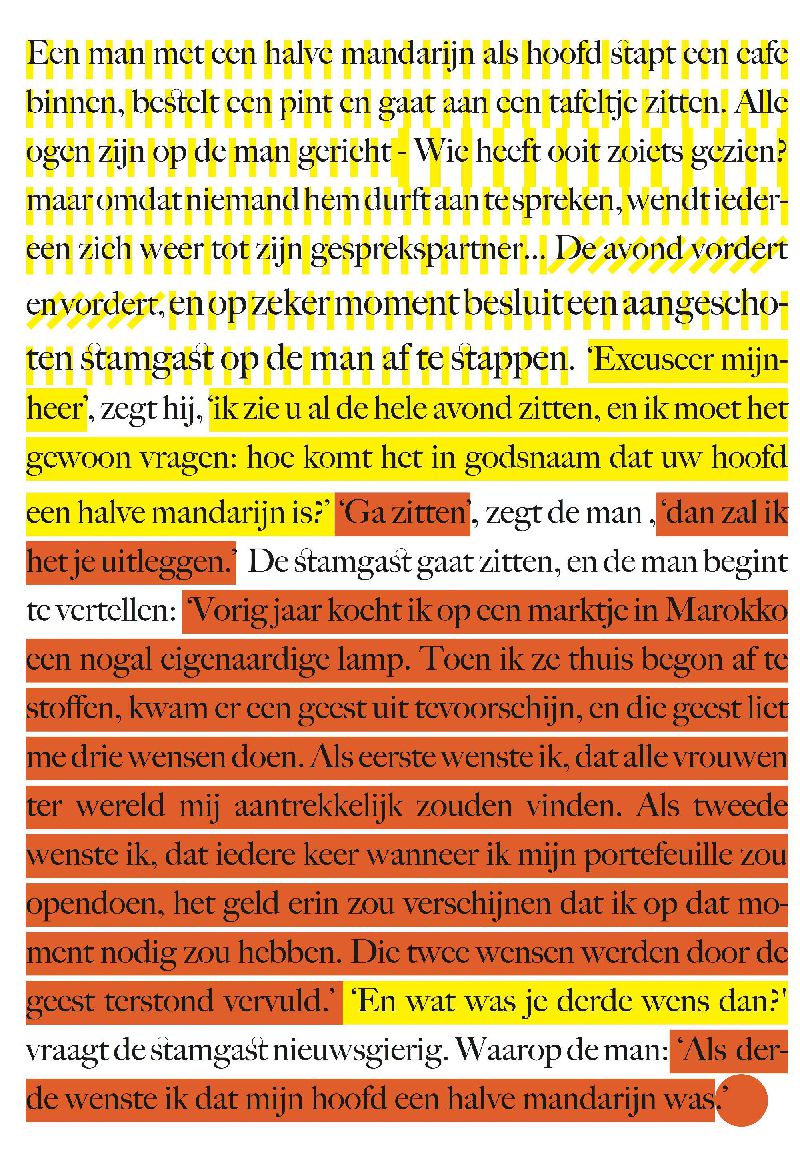 Een man met een halve mandarijn als hoofd stapt een cafe
binnen, bestelt een pint en gaat aan een tafeltje zitten. Alle
ogen zijn op de man gericht - Wie heeft ooit zoiets gezien?
maar omdat niemand hem durft aan te spreken, wendt ieder-
een zich weer tot zijn gesprekspartner... De avond vordert
en vordert, en op zeker moment besluit een aangescho-
ten stamgast op de man af te stappen. ‘Excuseer mijn-
heer’, zegt hij, ‘ik zie u al de hele avond zitten, en ik moet het
gewoon vragen: hoe komt het in godsnaam dat uw hoofd
een halve mandarijn is?’ ‘Ga zitten’, zegt de man , ‘dan zal ik
het je uitleggen.’ De stamgast gaat zitten, en de man begint
te vertellen: ‘Vorig jaar kocht ik op een marktje in Marokko
een nogal eigenaardige lamp. Toen ik ze thuis begon af te
stoffen, kwam er een geest uit tevoorschijn, en die geest liet
me drie wensen doen. Als eerste wenste ik, dat alle vrouwen
ter wereld mij aantrekkelijk zouden vinden. Als tweede
wenste ik, dat iedere keer wanneer ik mijn portefeuille zou
opendoen, het geld erin zou verschijnen dat ik op dat mo-
ment nodig zou hebben. Die twee wensen werden door de
geest terstond vervuld.’ ‘En wat was je derde wens dan?'
vraagt de stamgast nieuwsgierig. Waarop de man: ‘Als der-
de wenste ik dat mijn hoofd een halve mandarijn was.’